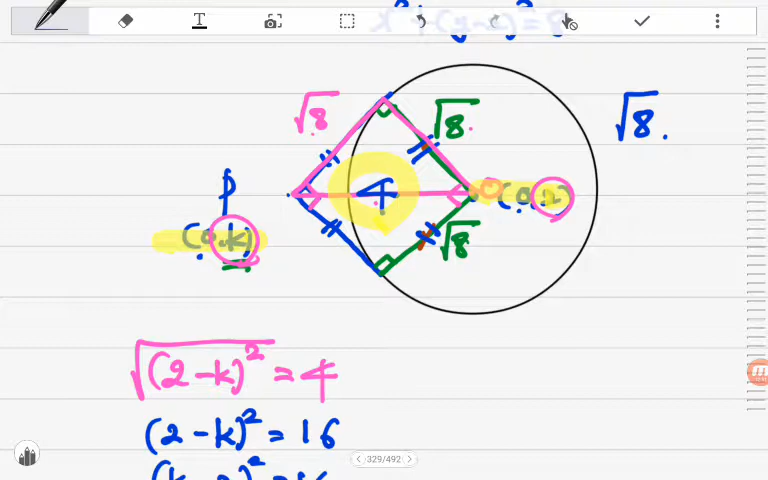 √8
√8
√8.
4
p
(0,k)
(0,2)
√8
√(2-k)² = 4
(2-k)² = 16
329/492